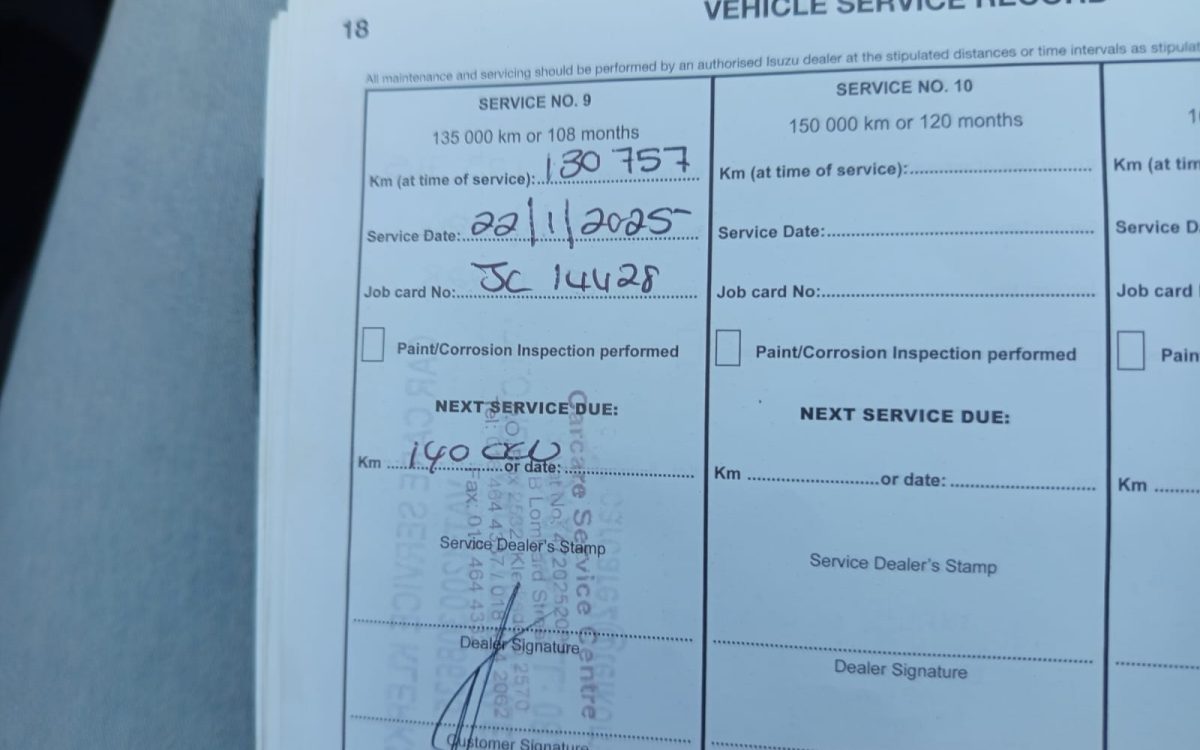 18
VEHICLE SERVICE RECORD
All maintenance and servicing should be performed by an authorised Isuzu dealer at the stipulated distances or time intervals as stipulat
SERVICE NO. 9
135 000 km or 108 months
Km (at time of service): 130 757
Service Date: 22/1/2025
Job card No: JC 14428
Paint/Corrosion Inspection performed
NEXT SERVICE DUE:
Km 140 000 or date:
Service Dealer's Stamp
Dealer Signature
Customer Signature
Carcare Service Centre
SERVICE NO. 10
150 000 km or 120 months
Km (at time of service):
Service Date:
Job card No:
Paint/Corrosion Inspection performed
NEXT SERVICE DUE:
Km or date:
Service Dealer's Stamp
Dealer Signature
Km (at tim
Service D
Job card
Pain
Km